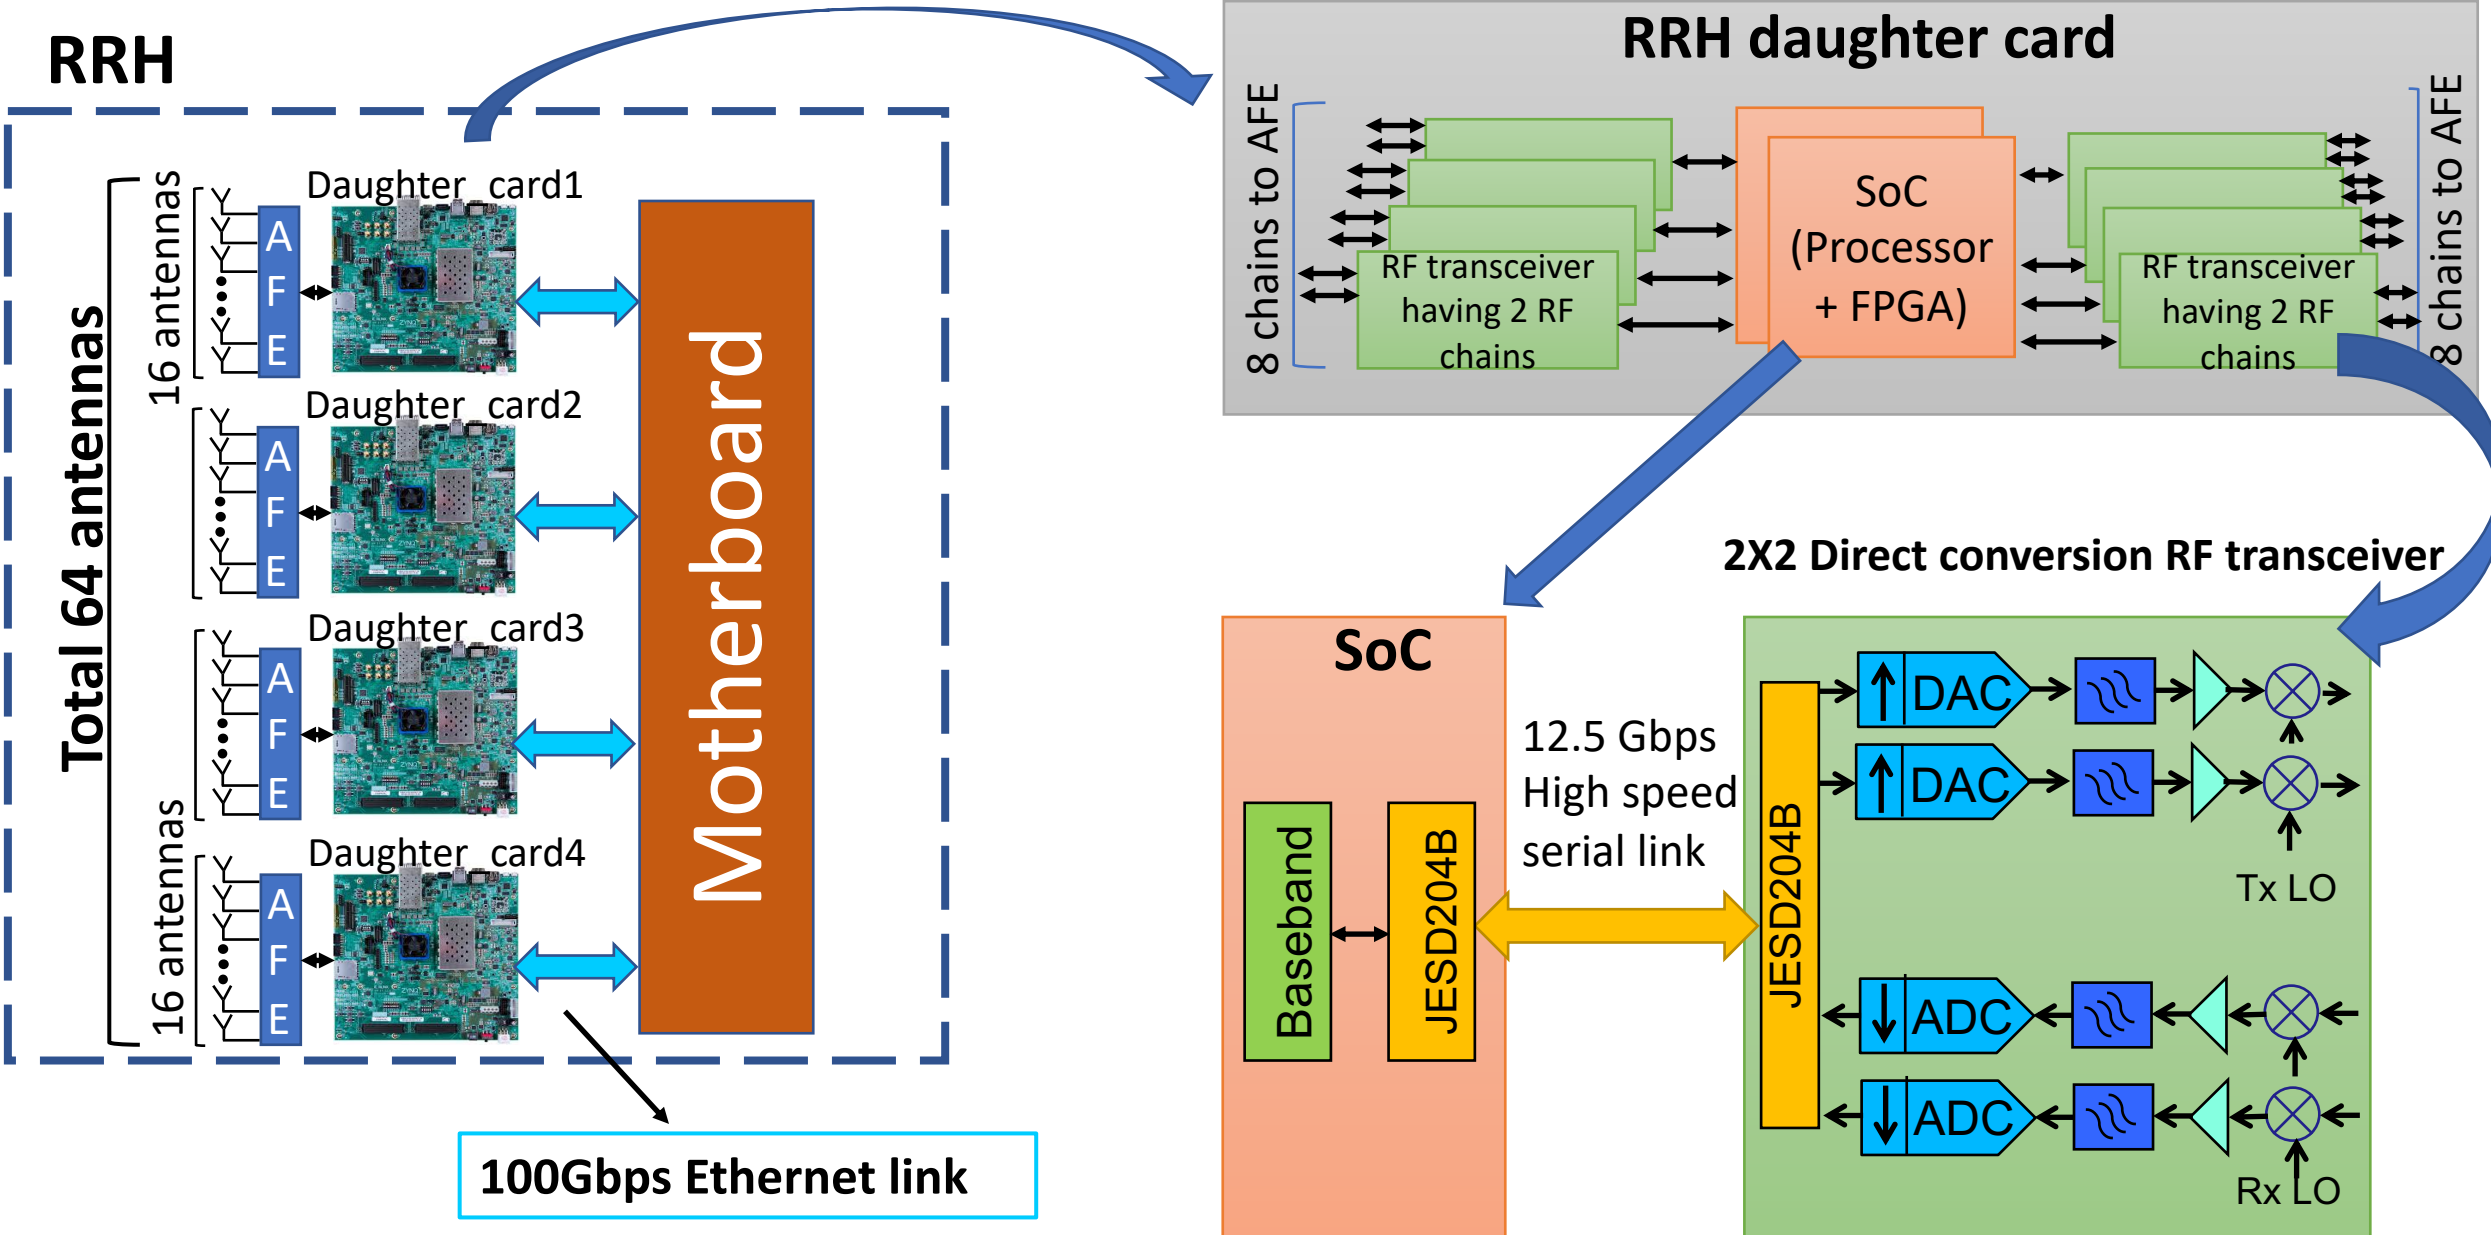 RRH
Total 64 antennas
16 antennas
16 antennas
Daughter card1
A
F
E
Daughter card2
A
F
E
Daughter card3
A
F
E
Daughter card4
A
F
E
Motherboard
100Gbps Ethernet link
RRH daughter card
8 chains to AFE
RF transceiver
having 2 RF
chains
SoC
(Processor
+ FPGA)
RF transceiver
having 2 RF
chains
8 chains to AFE
2X2 Direct conversion RF transceiver
SoC
Baseband
JESD204B
12.5 Gbps
High speed
serial link
JESD204B
DAC
DAC
Tx LO
ADC
ADC
Rx LO